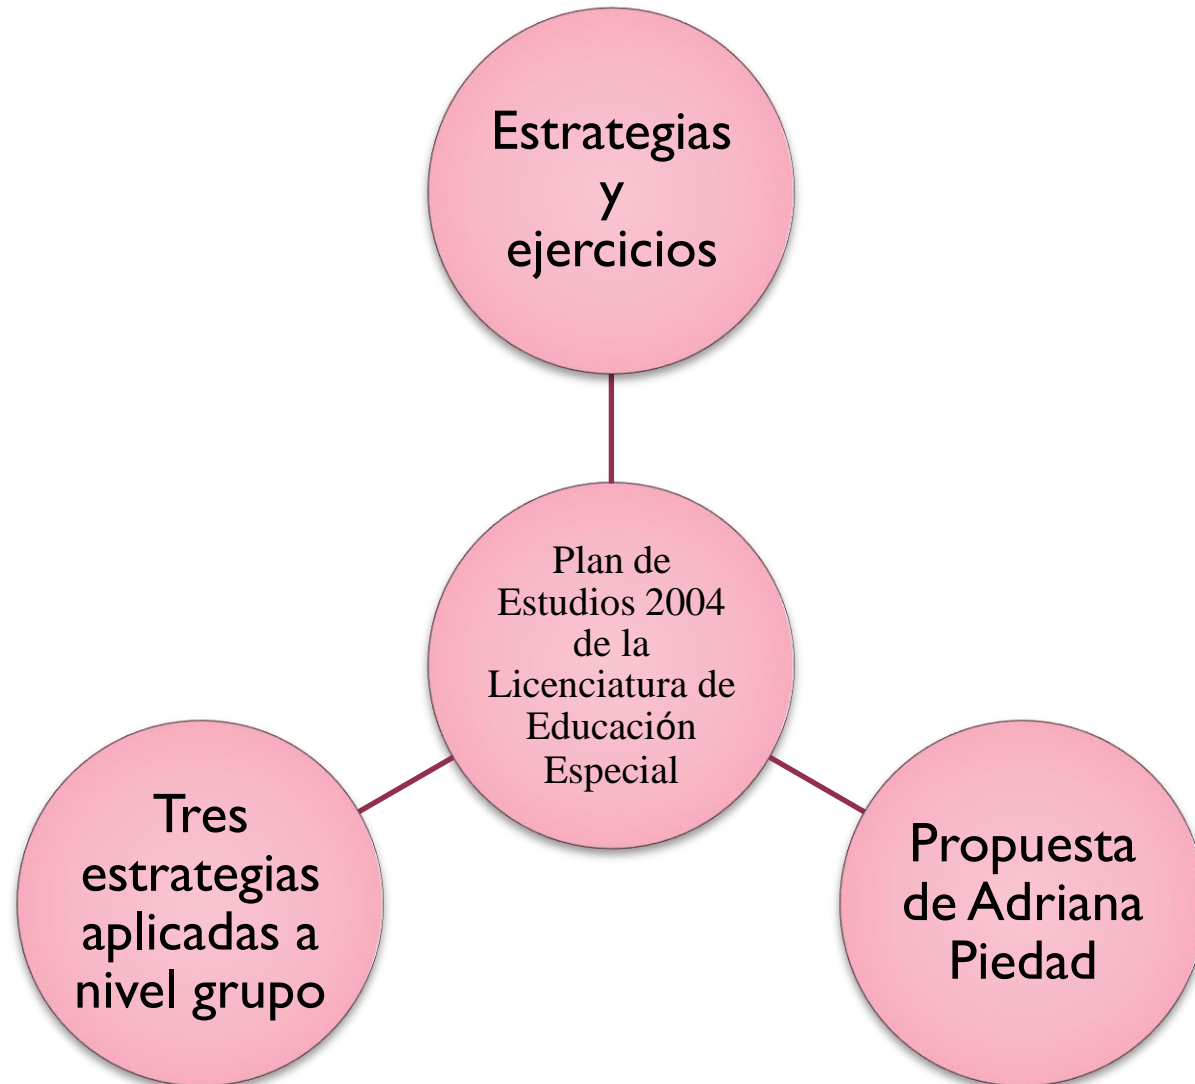 Estrategias
y
ejercicios
Plan de
Estudios 2004
de la
Licenciatura de
Educación
Especial
Tres
estrategias
aplicadas a
nivel grupo
Propuesta
de Adriana
Piedad